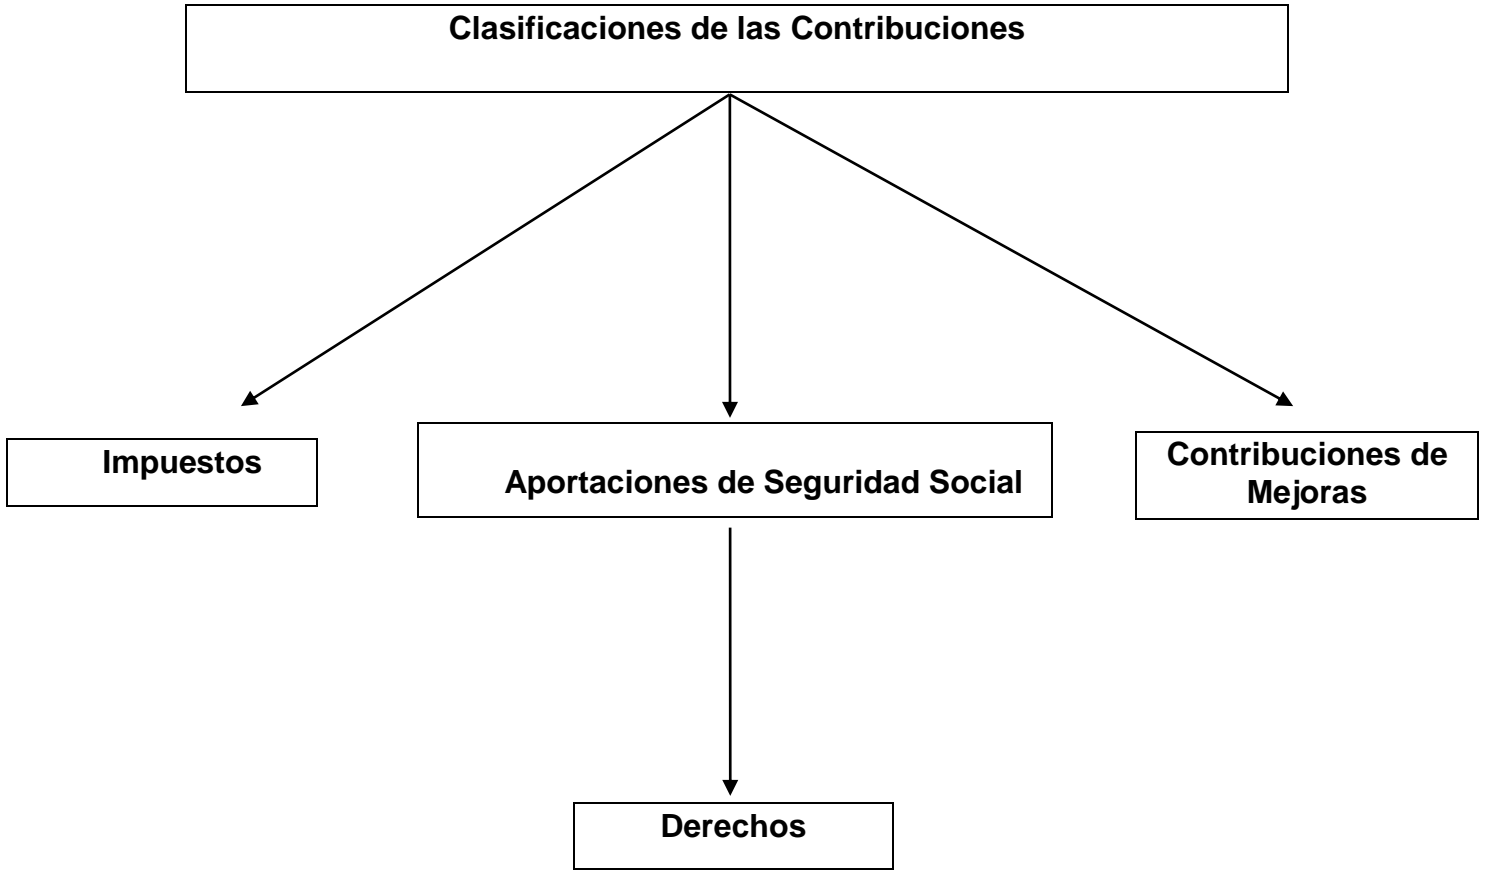 Clasificaciones de las Contribuciones
Impuestos
Aportaciones de Seguridad Social
Contribuciones de
Mejoras
Derechos